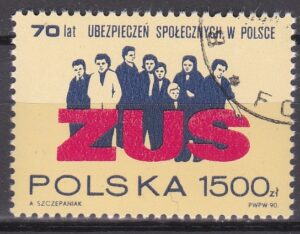 70 lat UBEZPIECZEŃ SPOŁECZNYCH W POLSCE
ZUS
POLSKA 1500 zł
A. SZCZEPANIAK PWPW·90.